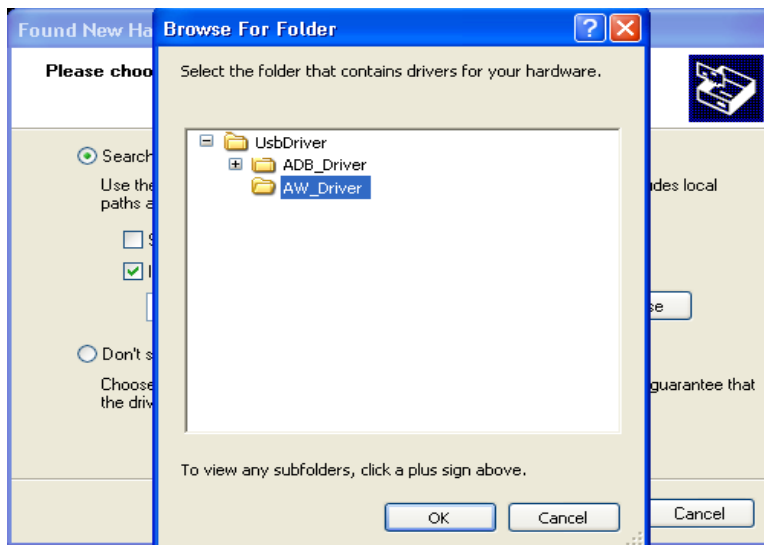 Found New Ha
Browse For Folder
Please choo
Select the folder that contains drivers for your hardware.
UsbDriver
ADB_Driver
AW_Driver
Search
Use the
ides local
paths a
S
I
se
Don't s
Choose
guarantee that
the driv
To view any subfolders, click a plus sign above.
OK
Cancel
Cancel